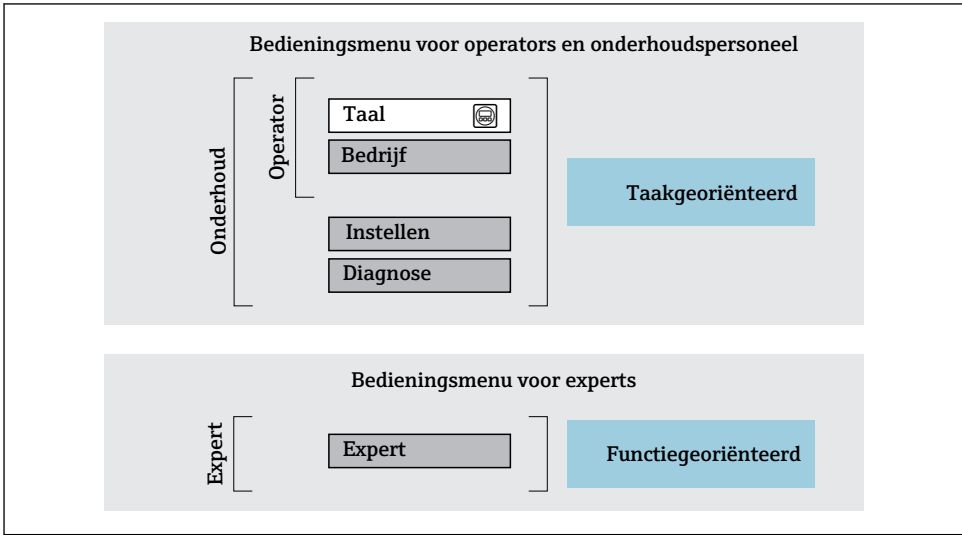 Bedieningsmenu voor operators en onderhoudspersoneel
Onderhoud
Operator
Taal
Bedrijf
Instellen
Diagnose
Taakgeoriënteerd
Bedieningsmenu voor experts
Expert
Expert
Functiegeoriënteerd